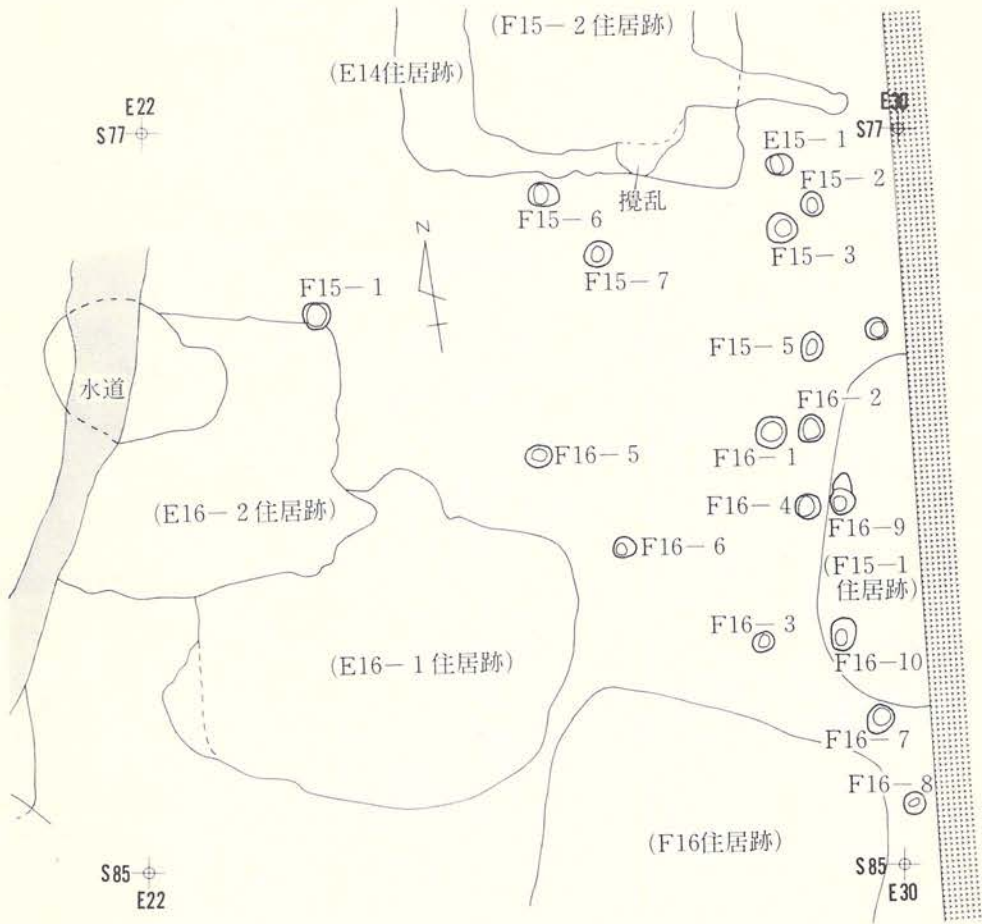 (F15-2住居跡)
(E14住居跡)
E22
S77
E30
S77
E15-1
F15-2
攪乱
F15-6
F15-3
N
F15-7
F15-1
F15-5
水道
F16-2
F16-5
F16-1
(E16-2住居跡)
F16-4
F16-9
F16-6
(F15-1
住居跡)
F16-3
(E16-1住居跡)
F16-10
F16-7
F16-8
(F16住居跡)
S85
E22
S85
E30